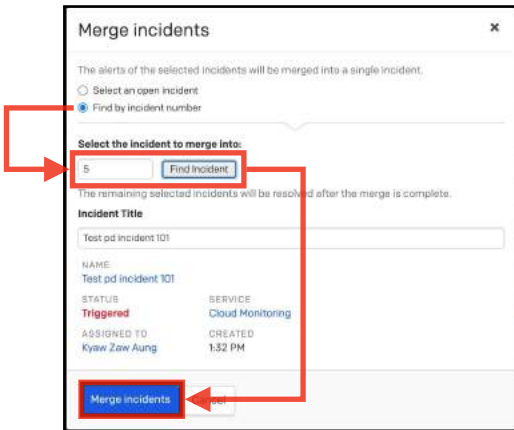 Merge incidents ×
The alerts of the selected incidents will be merged into a single incident.
Select an open incident
Find by incident number
Select the incident to merge into:
5 Find Incident
The remaining selected incidents will be resolved after the merge is complete.
Incident Title
Test pd incident 101
NAME
Test pd incident 101
STATUS SERVICE
Triggered Cloud Monitoring
ASSIGNED TO CREATED
Kyaw Zaw Aung 1:32 PM
Merge incidents Cancel